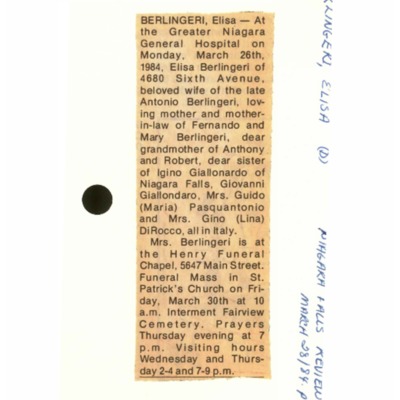 BERLINGERI, Elisa — At
the Greater Niagara
General Hospital on
Monday, March 26th,
1984, Elisa Berlingeri of
4680 Sixth Avenue,
beloved wife of the late
Antonio Berlingeri, lov-
ing mother and mother-
in-law of Fernando and
Mary Berlingeri, dear
grandmother of Anthony
and Robert, dear sister
of Igino Giallonardo of
Niagara Falls, Giovanni
Giallondaro, Mrs. Guido
(Maria) Pasquantonio
and Mrs. Gino (Lina)
DiRocco, all in Italy.
Mrs. Berlingeri is at
the Henry Funeral
Chapel, 5647 Main Street.
Funeral Mass in St.
Patrick's Church on Fri-
day, March 30th at 10
a.m. Interment Fairview
Cemetery. Prayers
Thursday evening at 7
p.m. Visiting hours
Wednesday and Thurs-
day 2-4 and 7-9 p.m.
LINGERI, ELISA (D)
NIAGARA FALLS REVIEW
MARCH 28/84 P